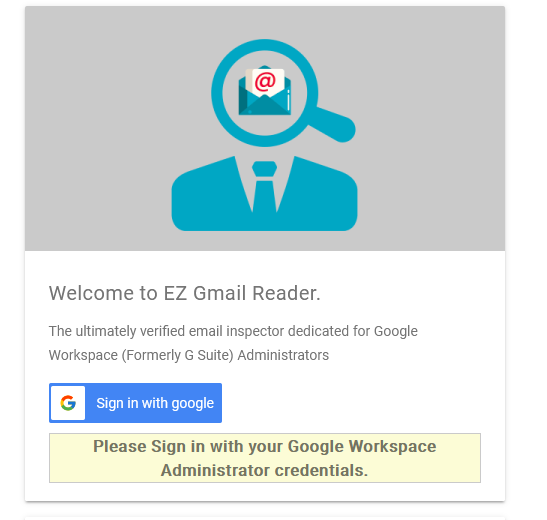 @
Welcome to EZ Gmail Reader.
The ultimately verified email inspector dedicated for Google
Workspace (Formerly G Suite) Administrators
G Sign in with google
Please Sign in with your Google Workspace
Administrator credentials.